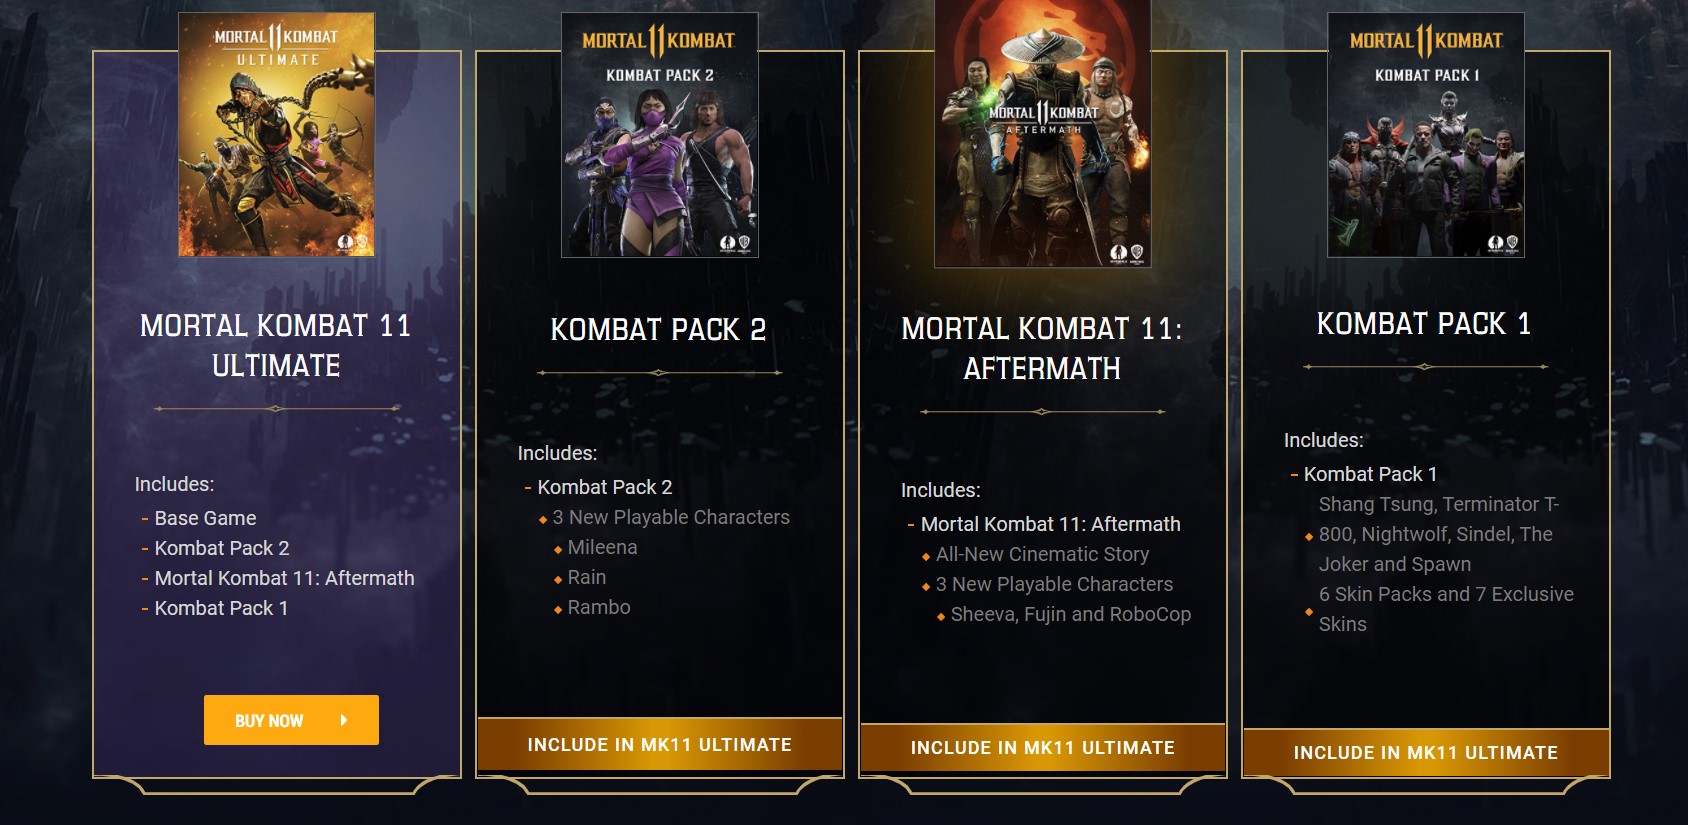 MORTAL 11 KOMBAT
ULTIMATE
MORTAL KOMBAT 11
ULTIMATE
Includes:
- Base Game
- Kombat Pack 2
- Mortal Kombat 11: Aftermath
- Kombat Pack 1
BUY NOW
MORTAL 11 KOMBAT
KOMBAT PACK 2
KOMBAT PACK 2
Includes:
- Kombat Pack 2
3 New Playable Characters
Mileena
Rain
Rambo
INCLUDE IN MK11 ULTIMATE
MORTAL 11 KOMBAT
AFTERMATH
MORTAL KOMBAT 11:
AFTERMATH
Includes:
- Mortal Kombat 11: Aftermath
All-New Cinematic Story
3 New Playable Characters
Sheeva, Fujin and RoboCop
INCLUDE IN MK11 ULTIMATE
MORTAL 11 KOMBAT
KOMBAT PACK 1
KOMBAT PACK 1
Includes:
- Kombat Pack 1
Shang Tsung, Terminator T-
800, Nightwolf, Sindel, The
Joker and Spawn
6 Skin Packs and 7 Exclusive
Skins
INCLUDE IN MK11 ULTIMATE